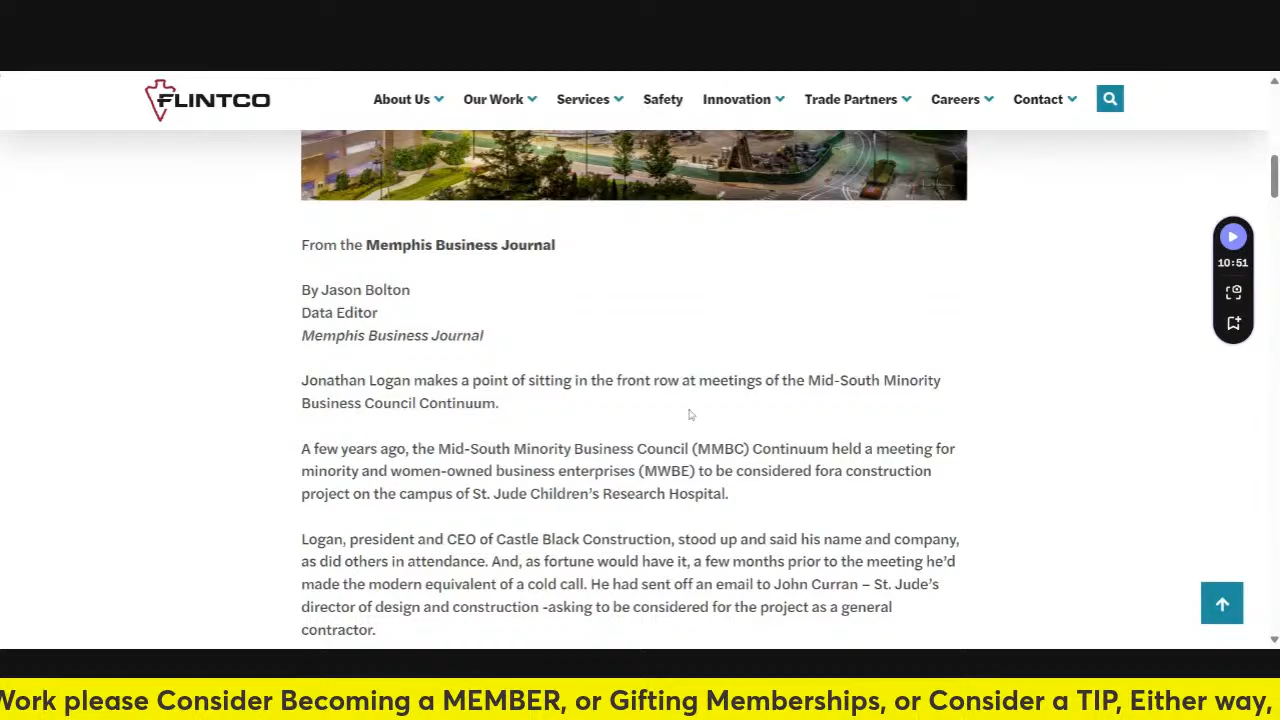 FLINTCO
About Us Our Work Services Safety Innovation Trade Partners Careers Contact
From the Memphis Business Journal
10:51
By Jason Bolton
Data Editor
Memphis Business Journal
Jonathan Logan makes a point of sitting in the front row at meetings of the Mid-South Minority
Business Council Continuum.
A few years ago, the Mid-South Minority Business Council (MMBC) Continuum held a meeting for
minority and women-owned business enterprises (MWBE) to be considered fora construction
project on the campus of St. Jude Children’s Research Hospital.
Logan, president and CEO of Castle Black Construction, stood up and said his name and company,
as did others in attendance. And, as fortune would have it, a few months prior to the meeting he’d
made the modern equivalent of a cold call. He had sent off an email to John Curran – St. Jude’s
director of design and construction -asking to be considered for the project as a general
contractor.
Work please Consider Becoming a MEMBER, or Gifting Memberships, or Consider a TIP, Either way,